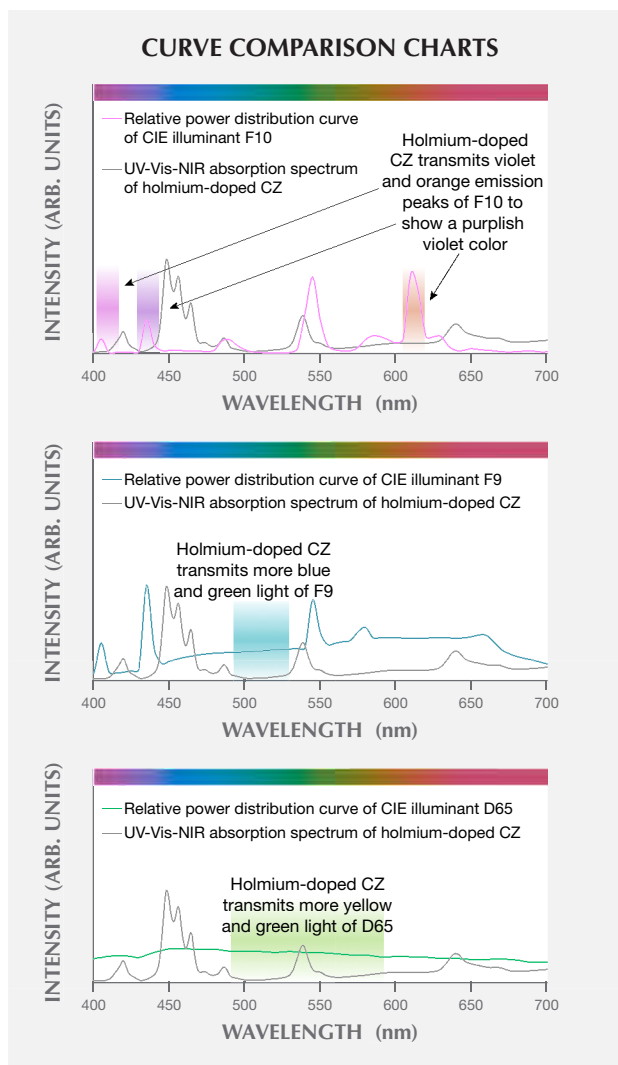 CURVE COMPARISON CHARTS
INTENSITY (ARB. UNITS)
Relative power distribution curve
of CIE illuminant F10
UV-Vis-NIR absorption spectrum
of holmium-doped CZ
Holmium-doped
CZ transmits violet
and orange emission
peaks of F10 to
show a purplish
violet color
400 450 500 550 600 650 700
WAVELENGTH (nm)
INTENSITY (ARB. UNITS)
Relative power distribution curve of CIE illuminant F9
UV-Vis-NIR absorption spectrum of holmium-doped CZ
Holmium-doped CZ
transmits more blue
and green light of F9
400 450 500 550 600 650 700
WAVELENGTH (nm)
INTENSITY (ARB. UNITS)
Relative power distribution curve of CIE illuminant D65
UV-Vis-NIR absorption spectrum of holmium-doped CZ
Holmium-doped CZ
transmits more yellow
and green light of D65
400 450 500 550 600 650 700
WAVELENGTH (nm)